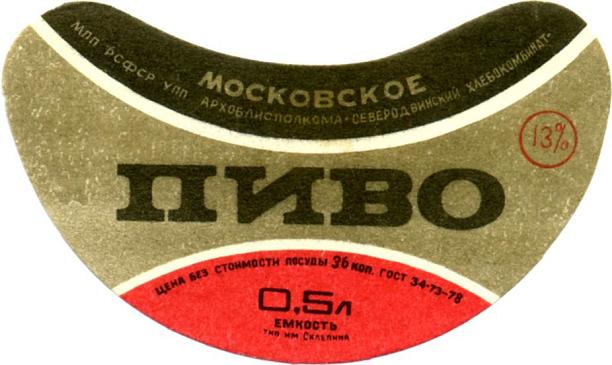 МОСКОВСКОЕ
МПП РСФСР УПП АРХОБЛИСПОЛКОМА · СЕВЕРОДВИНСКИЙ ХЛЕБОКОМБИНАТ·
13%
ПИВО
ЦЕНА БЕЗ СТОИМОСТИ ПОСУДЫ 36 КОП. ГОСТ 34-73-78
0,5л
ЕМКОСТЬ
ТИП ИМ СКЛЕПИНА